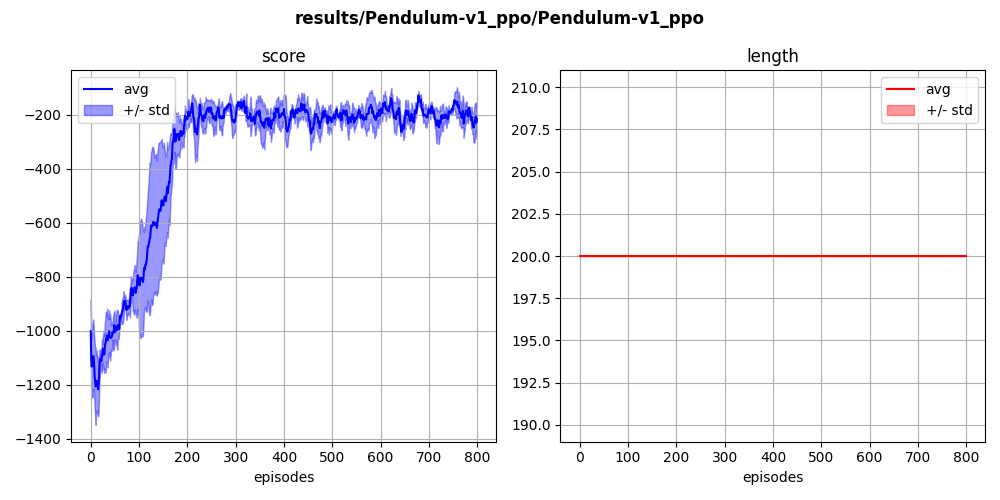 results/Pendulum-v1_ppo/Pendulum-v1_ppo
score
avg
+/- std
−200
−400
−600
−800
−1000
−1200
−1400
0 100 200 300 400 500 600 700 800
episodes
length
avg
+/- std
210.0
207.5
205.0
202.5
200.0
197.5
195.0
192.5
190.0
0 100 200 300 400 500 600 700 800
episodes